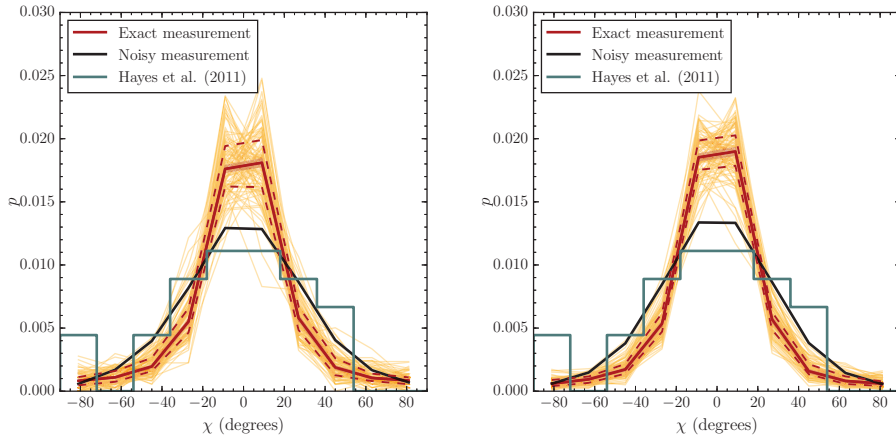 0.030
0.025
0.020
0.015
0.010
0.005
0.000
p
Exact measurement
Noisy measurement
Hayes et al. (2011)
−80 −60 −40 −20 0 20 40 60 80
χ (degrees)
0.030
0.025
0.020
0.015
0.010
0.005
0.000
p
Exact measurement
Noisy measurement
Hayes et al. (2011)
−80 −60 −40 −20 0 20 40 60 80
χ (degrees)